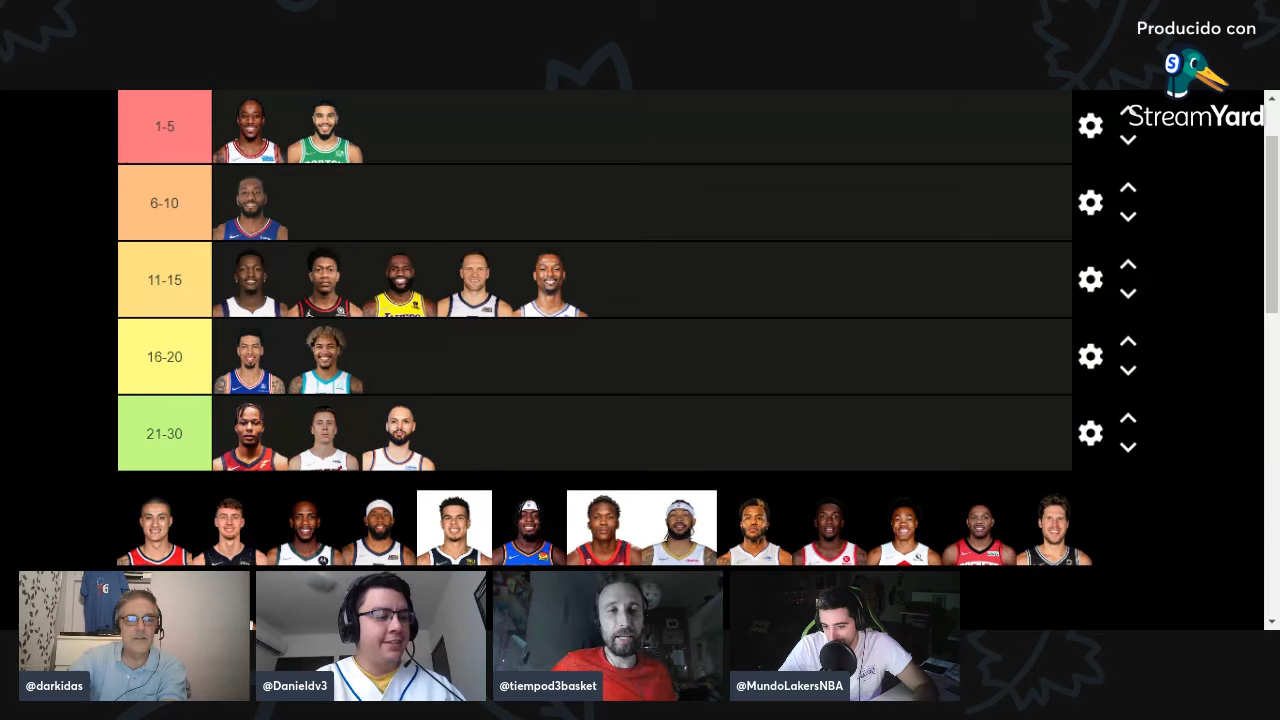 Producido con
StreamYard
1-5
6-10
11-15
16-20
21-30
@darkidas
@Danieldv3
@tiempod3basket
@MundoLakersNBA